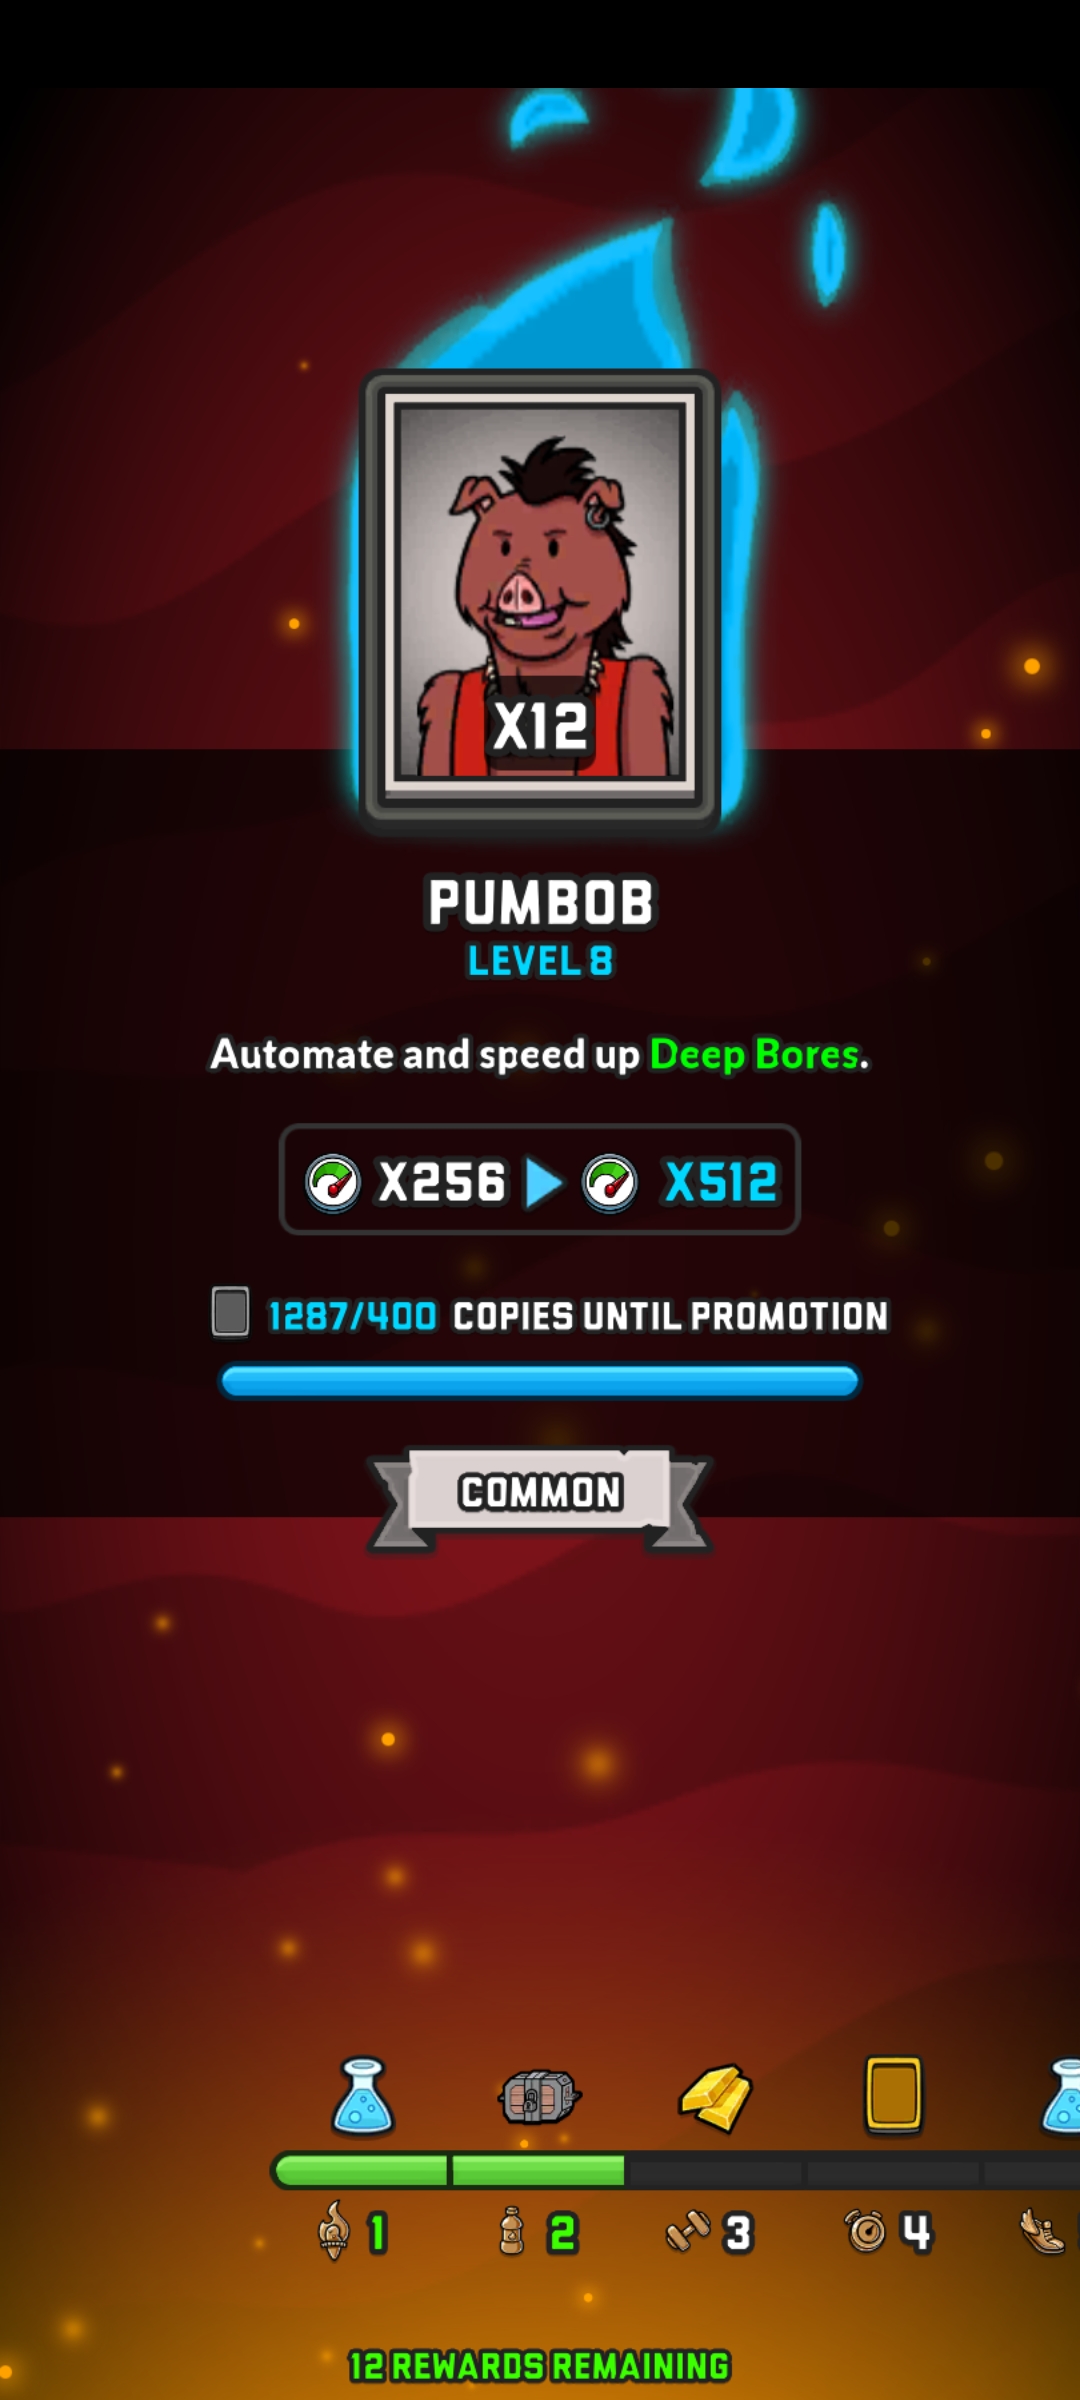 X12
PUMBOB
LEVEL 8
Automate and speed up Deep Bores.
X256 X512
1287/400 COPIES UNTIL PROMOTION
COMMON
1 2 3 4
12 REWARDS REMAINING